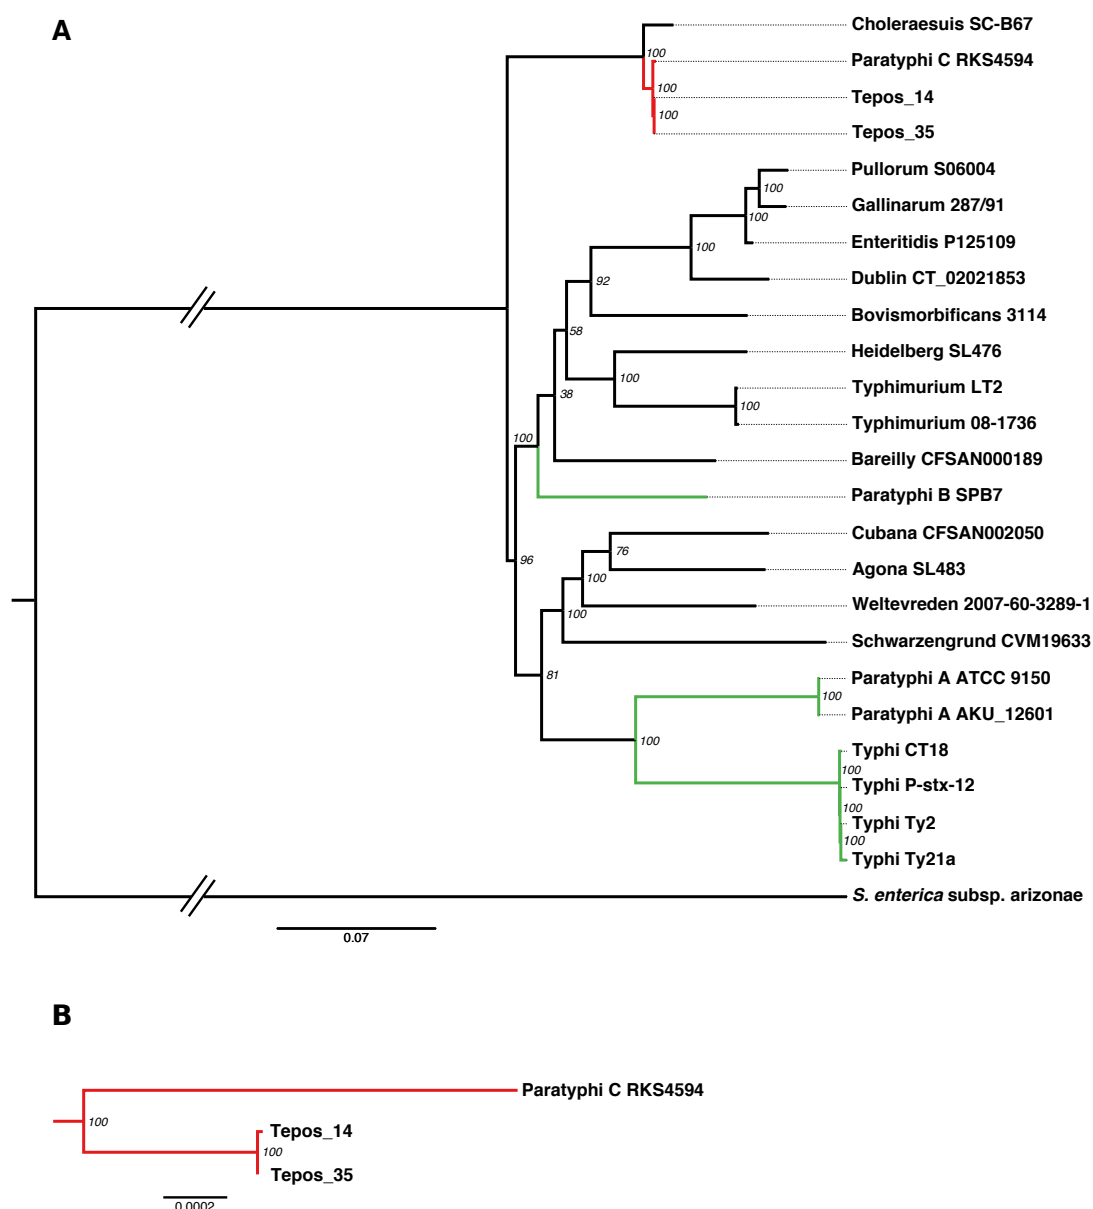 A
Choleraesuis SC-B67
100
Paratyphi C RKS4594
100
Tepos_14
100
Tepos_35
Pullorum S06004
100
Gallinarum 287/91
100
Enteritidis P125109
100
Dublin CT_02021853
92
Bovismorbificans 3114
58
Heidelberg SL476
100
Typhimurium LT2
38
100
Typhimurium 08-1736
100
Bareilly CFSAN000189
Paratyphi B SPB7
Cubana CFSAN002050
76
96
Agona SL483
100
Weltevreden 2007-60-3289-1
100
Schwarzengrund CVM19633
81
Paratyphi A ATCC 9150
100
Paratyphi A AKU_12601
100
Typhi CT18
100
Typhi P-stx-12
100
Typhi Ty2
100
Typhi Ty21a
S. enterica subsp. arizonae
0.07
B
Paratyphi C RKS4594
100
Tepos_14
100
Tepos_35
0.0002